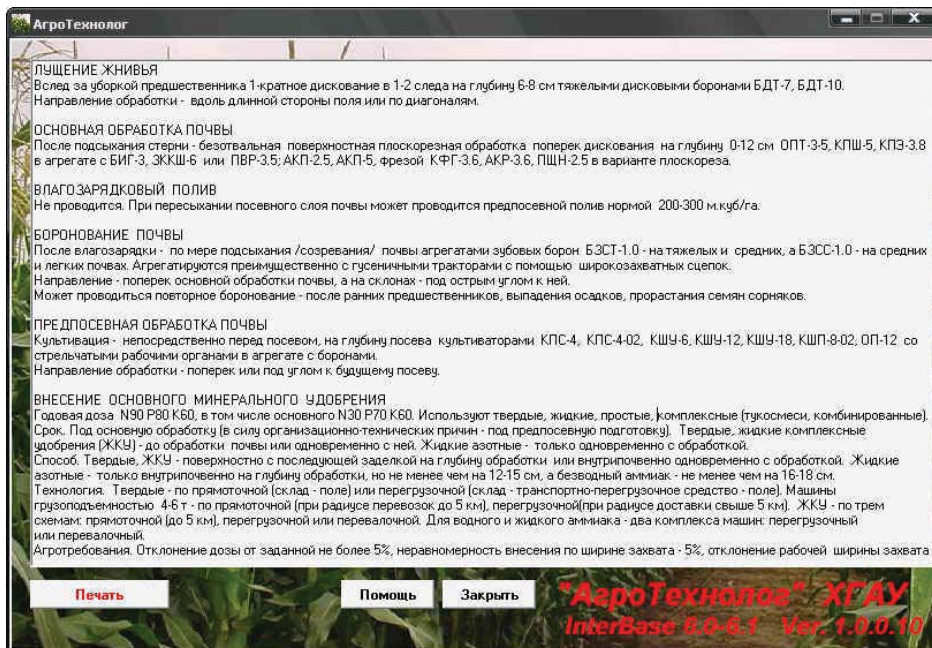 АгроТехнолог
ЛУЩЕНИЕ ЖНИВЬЯ
Вслед за уборкой предшественника 1-кратное дискование в 1-2 следа на глубину 6-8 см тяжелыми дисковыми боронами БДТ-7, БДТ-10.
Направление обработки - вдоль длинной стороны поля или по диагоналям.
ОСНОВНАЯ ОБРАБОТКА ПОЧВЫ
После подсыхания стерни - безотвальная поверхностная плоскорезная обработка поперек дискования на глубину 0-12 см ОПТ-3-5, КПШ-5, КПЭ-3.8
в агрегате с БИГ-3, ЗККШ-6 или ПВР-3.5; АКП-2.5, АКП-5, фрезой КФГ-3.6, АКР-3.6, ПЩН-2.5 в варианте плоскореза.
ВЛАГОЗАРЯДКОВЫЙ ПОЛИВ
Не проводится. При пересыхании посевного слоя почвы может проводится предпосевной полив нормой 200-300 м.куб/га.
БОРОНОВАНИЕ ПОЧВЫ
После влагозарядки - по мере подсыхания /созревания/ почвы агрегатами зубовых борон БЗСТ-1.0 - на тяжелых и средних, а БЗСС-1.0 - на средних
и легких почвах. Агрегатируются преимущественно с гусеничными тракторами с помощью широкозахватных сцепок.
Направление - поперек основной обработки почвы, а на склонах - под острым углом к ней.
Может проводиться повторное боронование - после ранних предшественников, выпадения осадков, прорастания семян сорняков.
ПРЕДПОСЕВНАЯ ОБРАБОТКА ПОЧВЫ
Культивация - непосредственно перед посевом, на глубину посева культиваторами КПС-4, КПС-4-02, КШУ-6, КШУ-12, КШУ-18, КШП-8-02, ОП-12 со
стрельчатыми рабочими органами в агрегате с боронами.
Направление обработки - поперек или под углом к будущему посеву.
ВНЕСЕНИЕ ОСНОВНОГО МИНЕРАЛЬНОГО УДОБРЕНИЯ
Годовая доза N90 P80 K60, в том числе основного N30 P70 K60. Используют твердые, жидкие, простые, комплексные (тукосмеси, комбинированные).
Срок. Под основную обработку (в силу организационно-технических причин - под предпосевную подготовку). Твердые, жидкие комплексные
удобрения (ЖКУ) - до обработки почвы или одновременно с ней. Жидкие азотные - только одновременно с обработкой.
Способ. Твердые, ЖКУ - поверхностно с последующей заделкой на глубину обработки или внутрипочвенно одновременно с обработкой. Жидкие
азотные - только внутрипочвенно на глубину обработки, но не менее чем на 12-15 см, а безводный аммиак - не менее чем на 16-18 см.
Технология. Твердые - по прямоточной (склад - поле) или перегрузочной (склад - транспортно-перегрузочное средство - поле). Машины
грузоподъемностью 4-6 т - по прямоточной (при радиусе перевозок до 5 км), перегрузочной(при радиусе доставки свыше 5 км). ЖКУ - по трем
схемам: прямоточной (до 5 км), перегрузочной или перевалочной. Для водного и жидкого аммиака - два комплекса машин: перегрузочный
или перевалочный.
Агротребования. Отклонение дозы от заданной не более 5%, неравномерность внесения по ширине захвата - 5%, отклонение рабочей ширины захвата
Печать Помощь Закрыть
"АгроТехнолог" ХГАУ
InterBase 6.0-6.1 Ver. 1.0.0.10